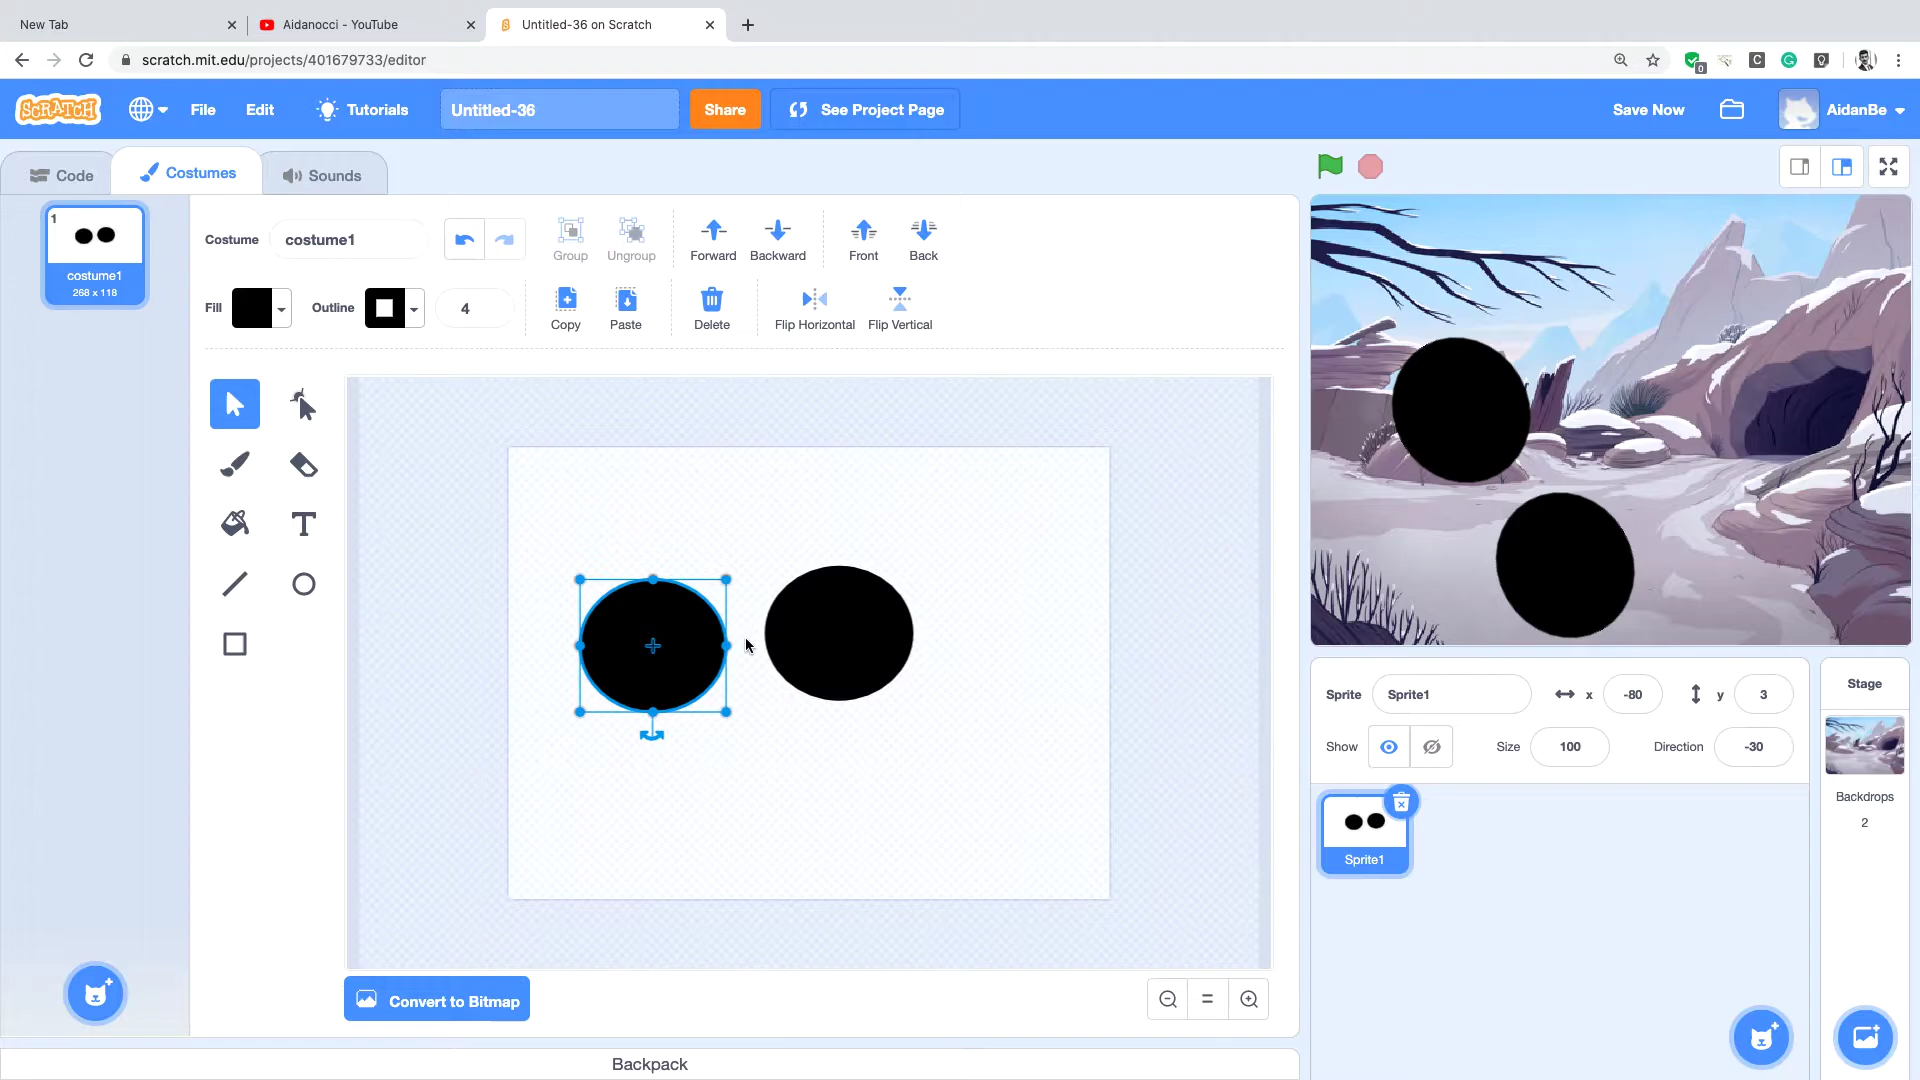 New Tab
Aidanocci - YouTube
Untitled-36 on Scratch
scratch.mit.edu/projects/401679733/editor
0
C
SCRATCH
File
Edit
Tutorials
Untitled-36
Share
See Project Page
Save Now
AidanBe
Code
Costumes
Sounds
1
costume1
268 x 118
Costume
costume1
Group
Ungroup
Forward
Backward
Front
Back
Fill
Outline
4
Copy
Paste
Delete
Flip Horizontal
Flip Vertical
T
Convert to Bitmap
Backpack
Sprite
Sprite1
x
-80
y
3
Show
Size
100
Direction
-30
Sprite1
Stage
Backdrops
2